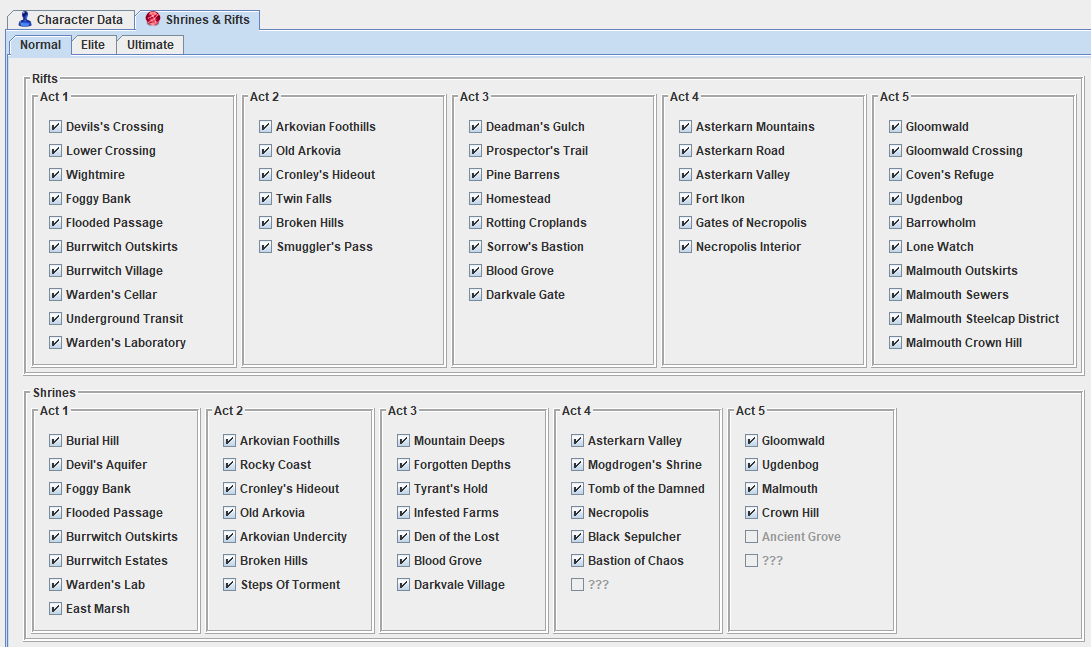 Character Data
Shrines & Rifts
Normal
Elite
Ultimate
Rifts
Act 1
Devils's Crossing
Lower Crossing
Wightmire
Foggy Bank
Flooded Passage
Burrwitch Outskirts
Burrwitch Village
Warden's Cellar
Underground Transit
Warden's Laboratory
Act 2
Arkovian Foothills
Old Arkovia
Cronley's Hideout
Twin Falls
Broken Hills
Smuggler's Pass
Act 3
Deadman's Gulch
Prospector's Trail
Pine Barrens
Homestead
Rotting Croplands
Sorrow's Bastion
Blood Grove
Darkvale Gate
Act 4
Asterkarn Mountains
Asterkarn Road
Asterkarn Valley
Fort Ikon
Gates of Necropolis
Necropolis Interior
Act 5
Gloomwald
Gloomwald Crossing
Coven's Refuge
Ugdenbog
Barrowholm
Lone Watch
Malmouth Outskirts
Malmouth Sewers
Malmouth Steelcap District
Malmouth Crown Hill
Shrines
Act 1
Burial Hill
Devil's Aquifer
Foggy Bank
Flooded Passage
Burrwitch Outskirts
Burrwitch Estates
Warden's Lab
East Marsh
Act 2
Arkovian Foothills
Rocky Coast
Cronley's Hideout
Old Arkovia
Arkovian Undercity
Broken Hills
Steps Of Torment
Act 3
Mountain Deeps
Forgotten Depths
Tyrant's Hold
Infested Farms
Den of the Lost
Blood Grove
Darkvale Village
Act 4
Asterkarn Valley
Mogdrogen's Shrine
Tomb of the Damned
Necropolis
Black Sepulcher
Bastion of Chaos
???
Act 5
Gloomwald
Ugdenbog
Malmouth
Crown Hill
Ancient Grove
???